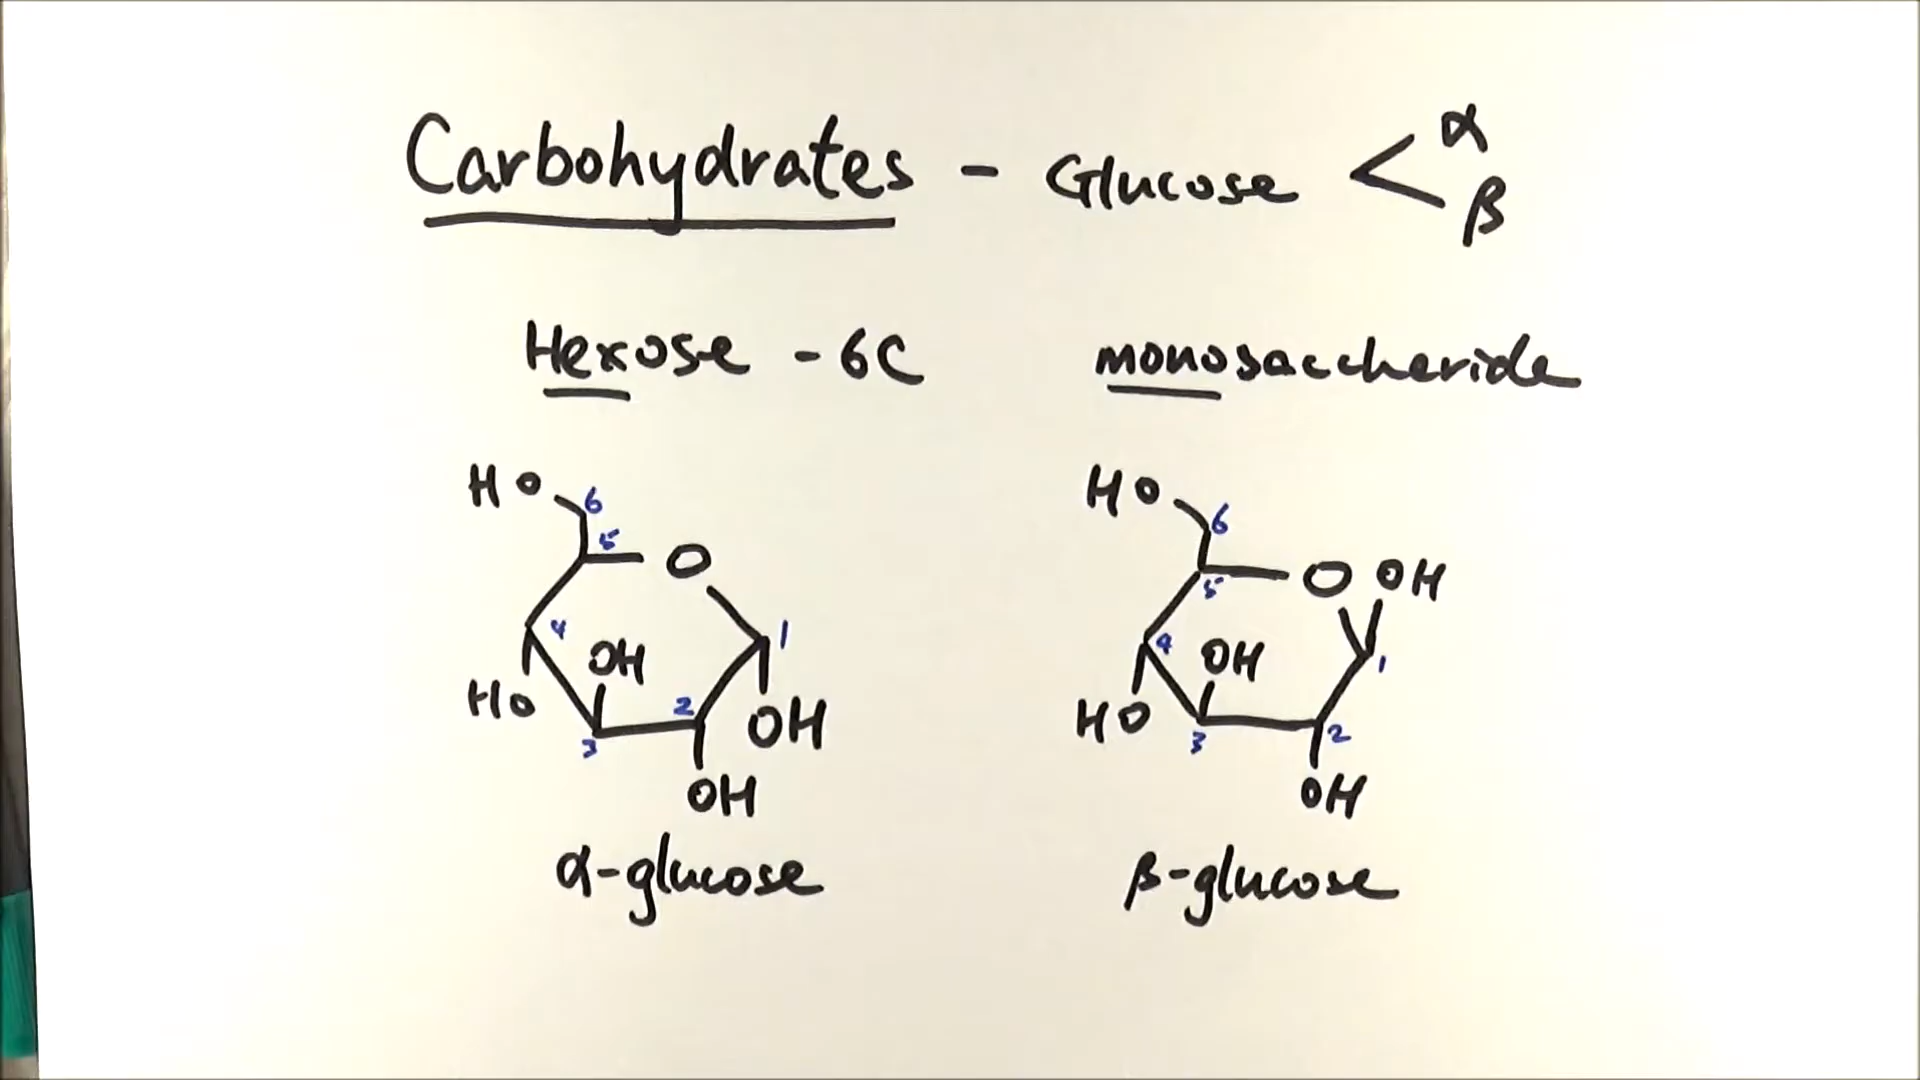 Carbohydrates - Glucose < α
β
Hexose - 6C
monosaccheride
HO
6
5
O
4
OH
1
HO
3
2
OH
OH
α-glucose
HO
6
5
O
OH
4
OH
1
HO
3
2
OH
β-glucose